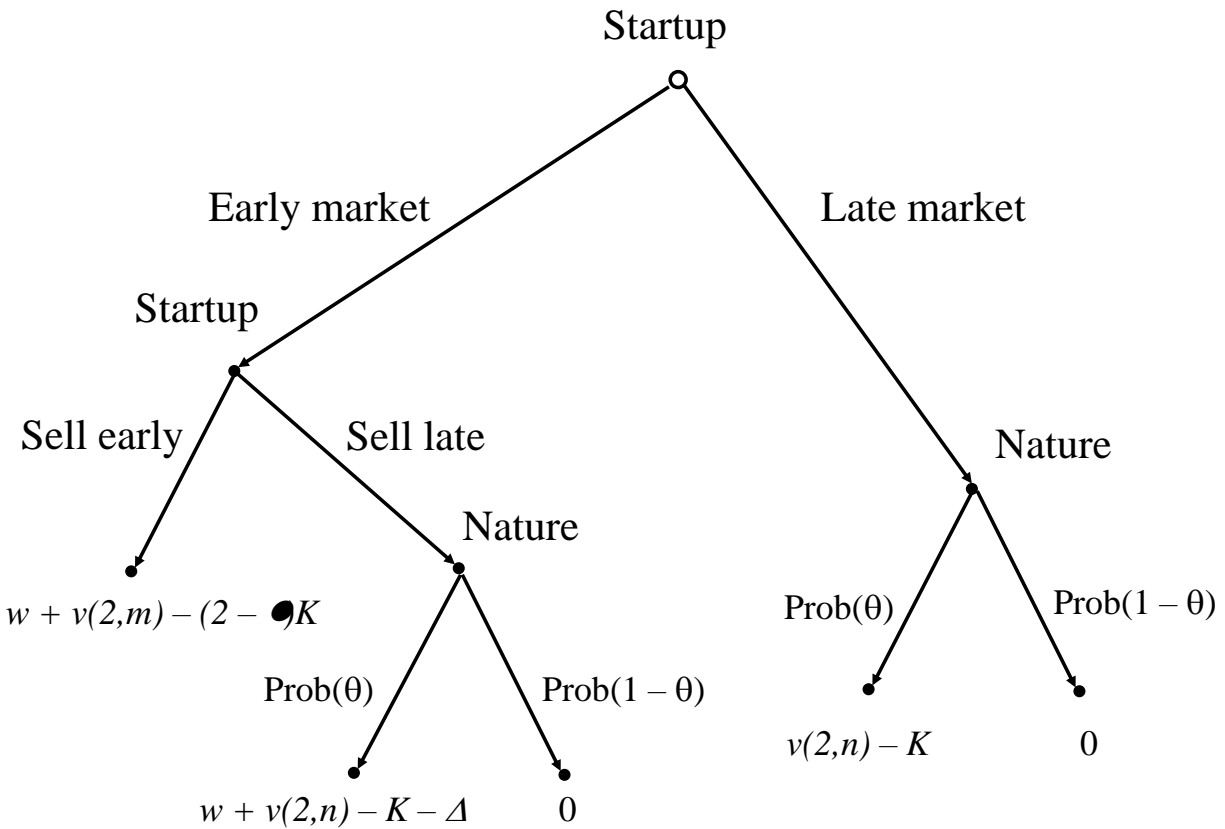 Startup
Early market
Late market
Startup
Sell early
Sell late
Nature
Nature
w + v(2,m) – (2 – )K
Prob(θ)
Prob(1 – θ)
Prob(θ)
Prob(1 – θ)
v(2,n) – K
0
w + v(2,n) – K – Δ
0